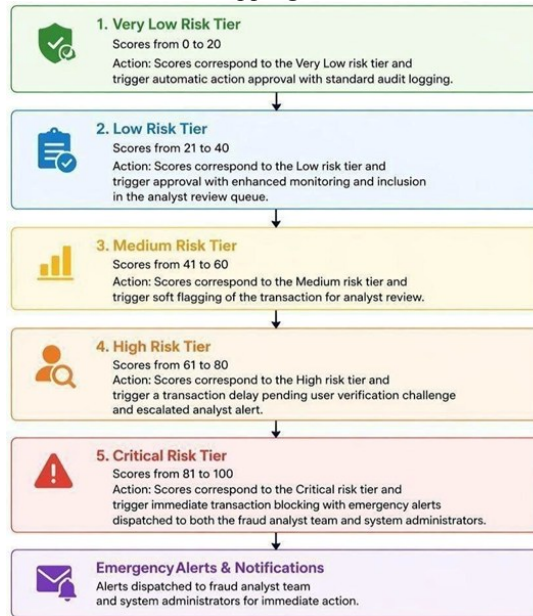 1. Very Low Risk Tier
Scores from 0 to 20
Action: Scores correspond to the Very Low risk tier and
trigger automatic action approval with standard audit logging.
2. Low Risk Tier
Scores from 21 to 40
Action: Scores correspond to the Low risk tier and
trigger approval with enhanced monitoring and inclusion
in the analyst review queue.
3. Medium Risk Tier
Scores from 41 to 60
Action: Scores correspond to the Medium risk tier and
trigger soft flagging of the transaction for analyst review.
4. High Risk Tier
Scores from 61 to 80
Action: Scores correspond to the High risk tier and
trigger a transaction delay pending user verification challenge
and escalated analyst alert.
5. Critical Risk Tier
Scores from 81 to 100
Action: Scores correspond to the Critical risk tier and
trigger immediate transaction blocking with emergency alerts
dispatched to both the fraud analyst team and system administrators.
Emergency Alerts & Notifications
Alerts dispatched to fraud analyst team
and system administrators for immediate action.